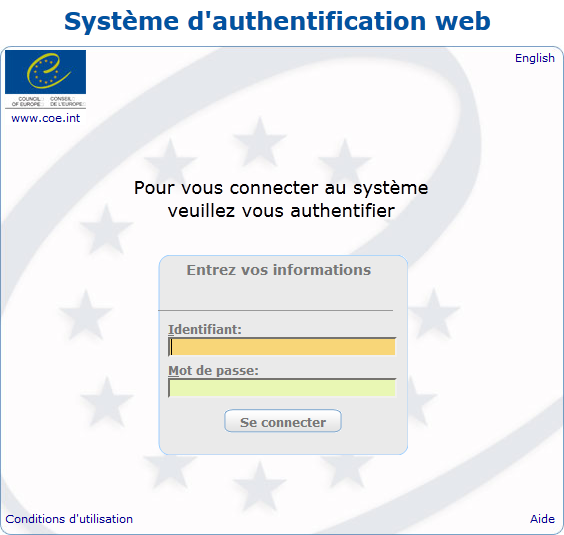 Système d'authentification web
English
COUNCIL CONSEIL
OF EUROPE DE L'EUROPE
www.coe.int
Pour vous connecter au système
veuillez vous authentifier
Entrez vos informations
Identifiant:
Mot de passe:
Se connecter
Conditions d'utilisation
Aide